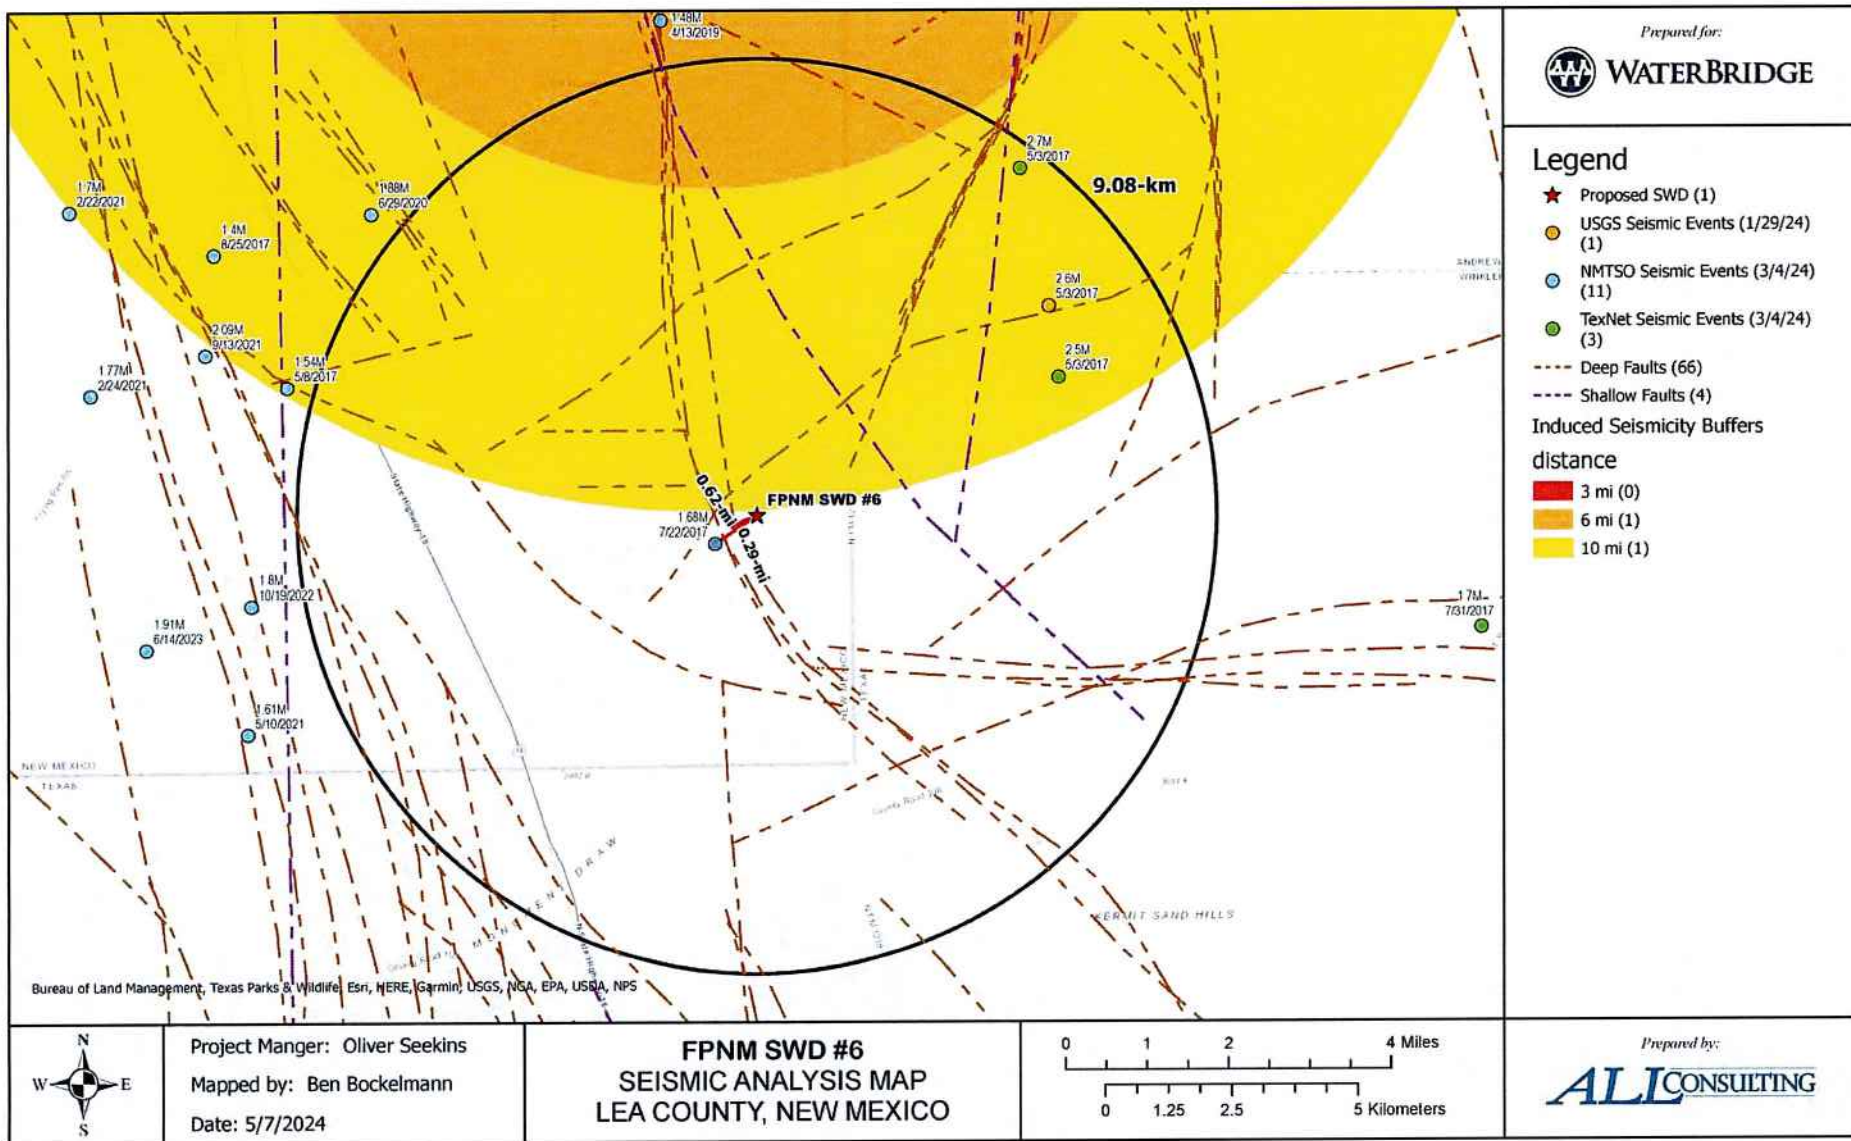 1.48M
4/13/2019
2.7M
5/3/2017
9.08-km
1.7M
2/22/2021
1.88M
6/29/2020
1.4M
8/25/2017
2.6M
5/3/2017
ANDREW
WINKLER
2.09M
9/13/2021
1.54M
5/8/2017
2.5M
5/3/2017
1.77M
2/24/2021
State Highway 18
0.62-mi
FPNM SWD #6
1.68M
7/22/2017
0.29-mi
1.8M
10/19/2022
1.7M
7/31/2017
1.91M
6/14/2023
NEW MEXICO
TEXAS
1.61M
5/10/2021
NEW MEXICO
TEXAS
MONUMENT DRAW
KERMIT SAND HILLS
Bureau of Land Management, Texas Parks & Wildlife, Esri, HERE, Garmin, USGS, NGA, EPA, USDA, NPS
Prepared for:
WATERBRIDGE
Legend
Proposed SWD (1)
USGS Seismic Events (1/29/24)
(1)
NMTSO Seismic Events (3/4/24)
(11)
TexNet Seismic Events (3/4/24)
(3)
Deep Faults (66)
Shallow Faults (4)
Induced Seismicity Buffers
distance
3 mi (0)
6 mi (1)
10 mi (1)
N
W E
S
Project Manger: Oliver Seekins
Mapped by: Ben Bockelmann
Date: 5/7/2024
FPNM SWD #6
SEISMIC ANALYSIS MAP
LEA COUNTY, NEW MEXICO
0 1 2 4 Miles
0 1.25 2.5 5 Kilometers
Prepared by:
ALL CONSULTING